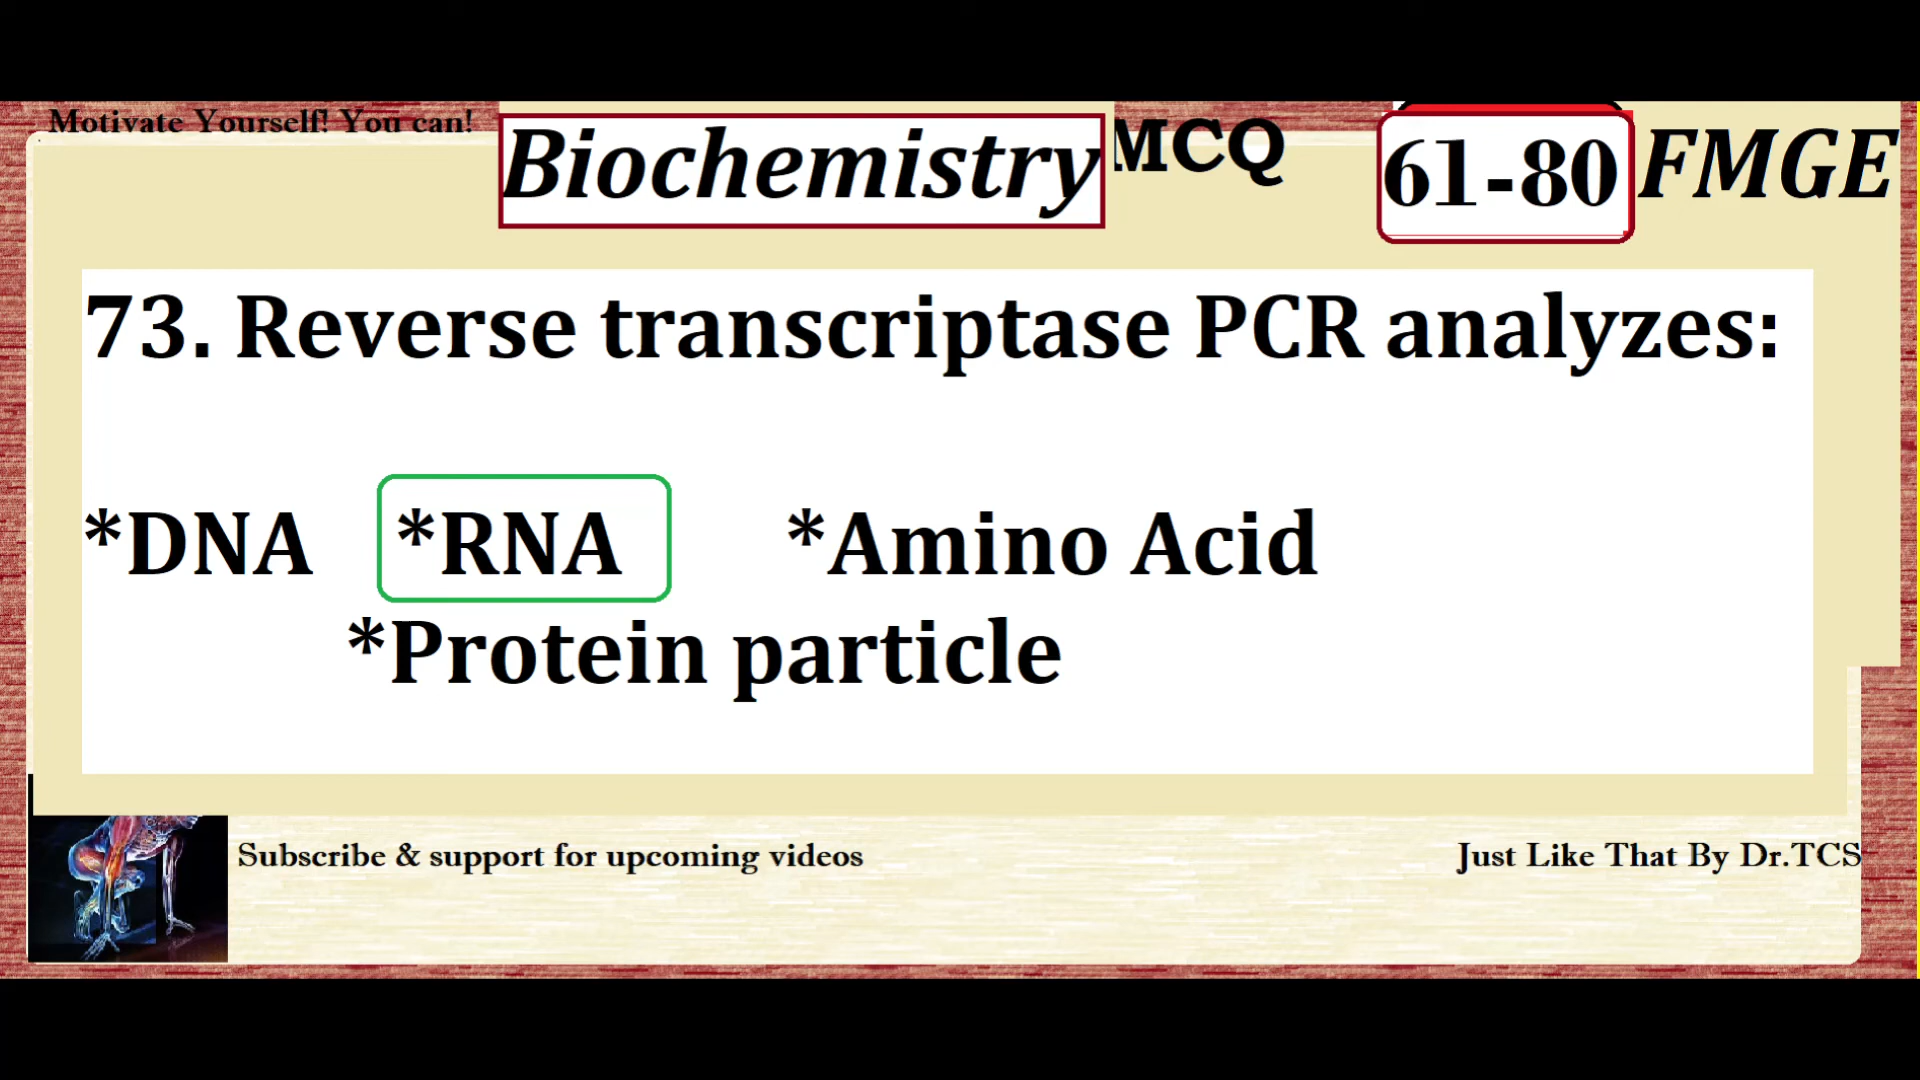 Motivate Yourself! You can!
Biochemistry MCQ 61-80 FMGE
73. Reverse transcriptase PCR analyzes:
*DNA *RNA *Amino Acid
*Protein particle
Subscribe & support for upcoming videos
Just Like That By Dr.TCS